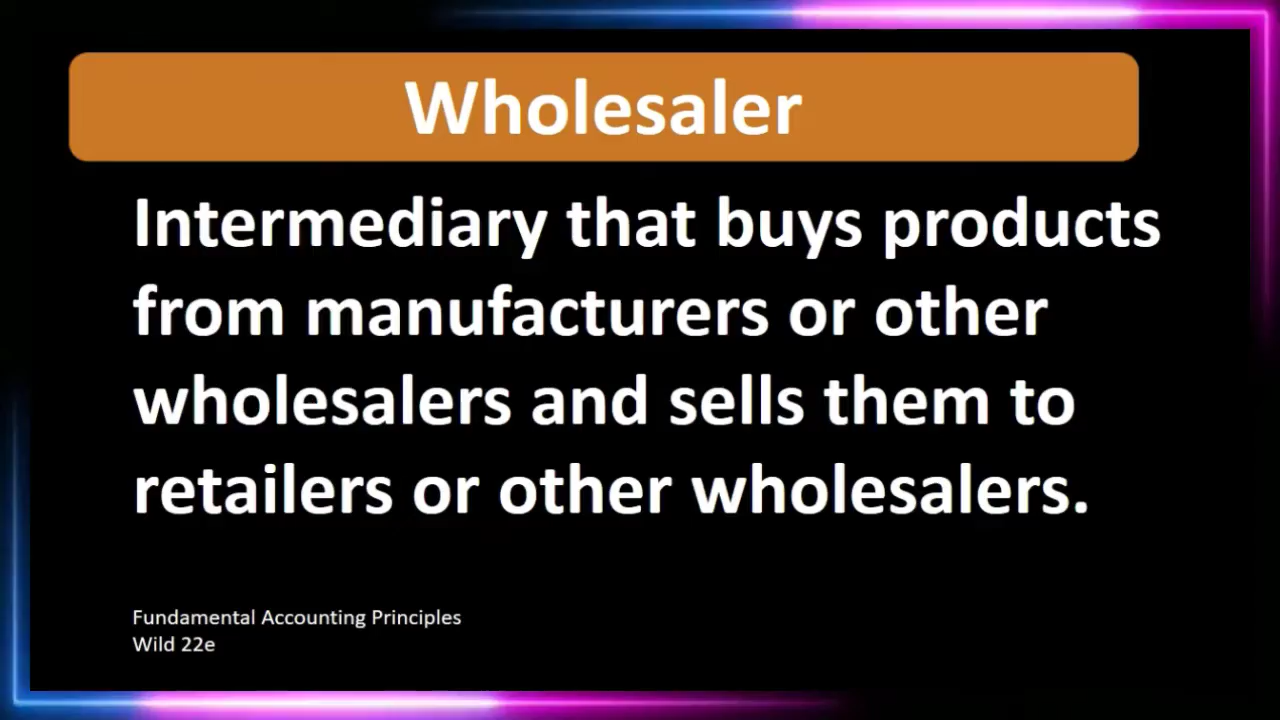 Wholesaler
Intermediary that buys products
from manufacturers or other
wholesalers and sells them to
retailers or other wholesalers.
Fundamental Accounting Principles
Wild 22e